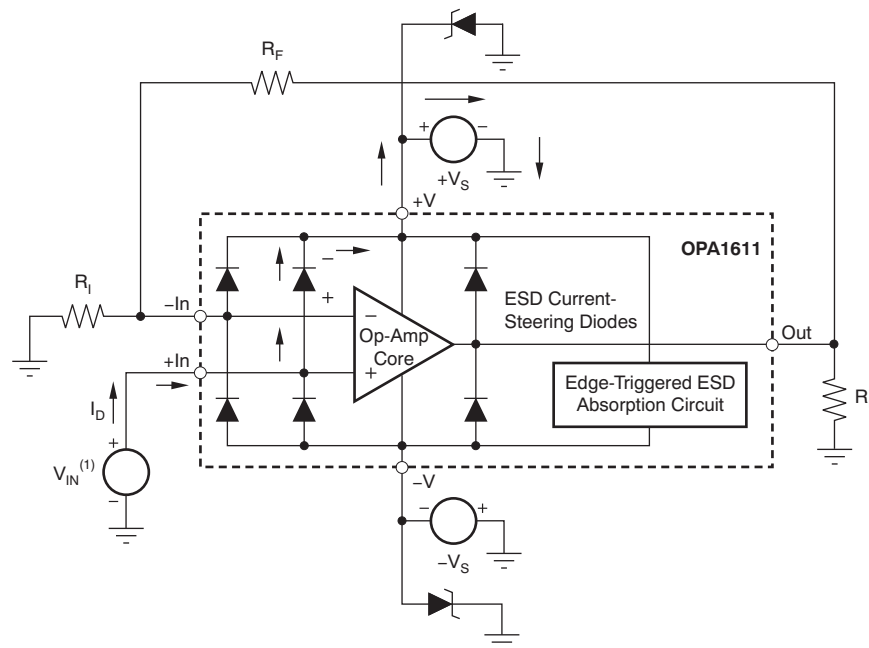 R_F
+ −
+V_S
+V
OPA1611
R_I
−In
−
+
−
Op-Amp
Core
+
ESD Current-
Steering Diodes
Out
+In
Edge-Triggered ESD
Absorption Circuit
R
I_D
+
V_IN^(1)
−
−V
− +
−V_S